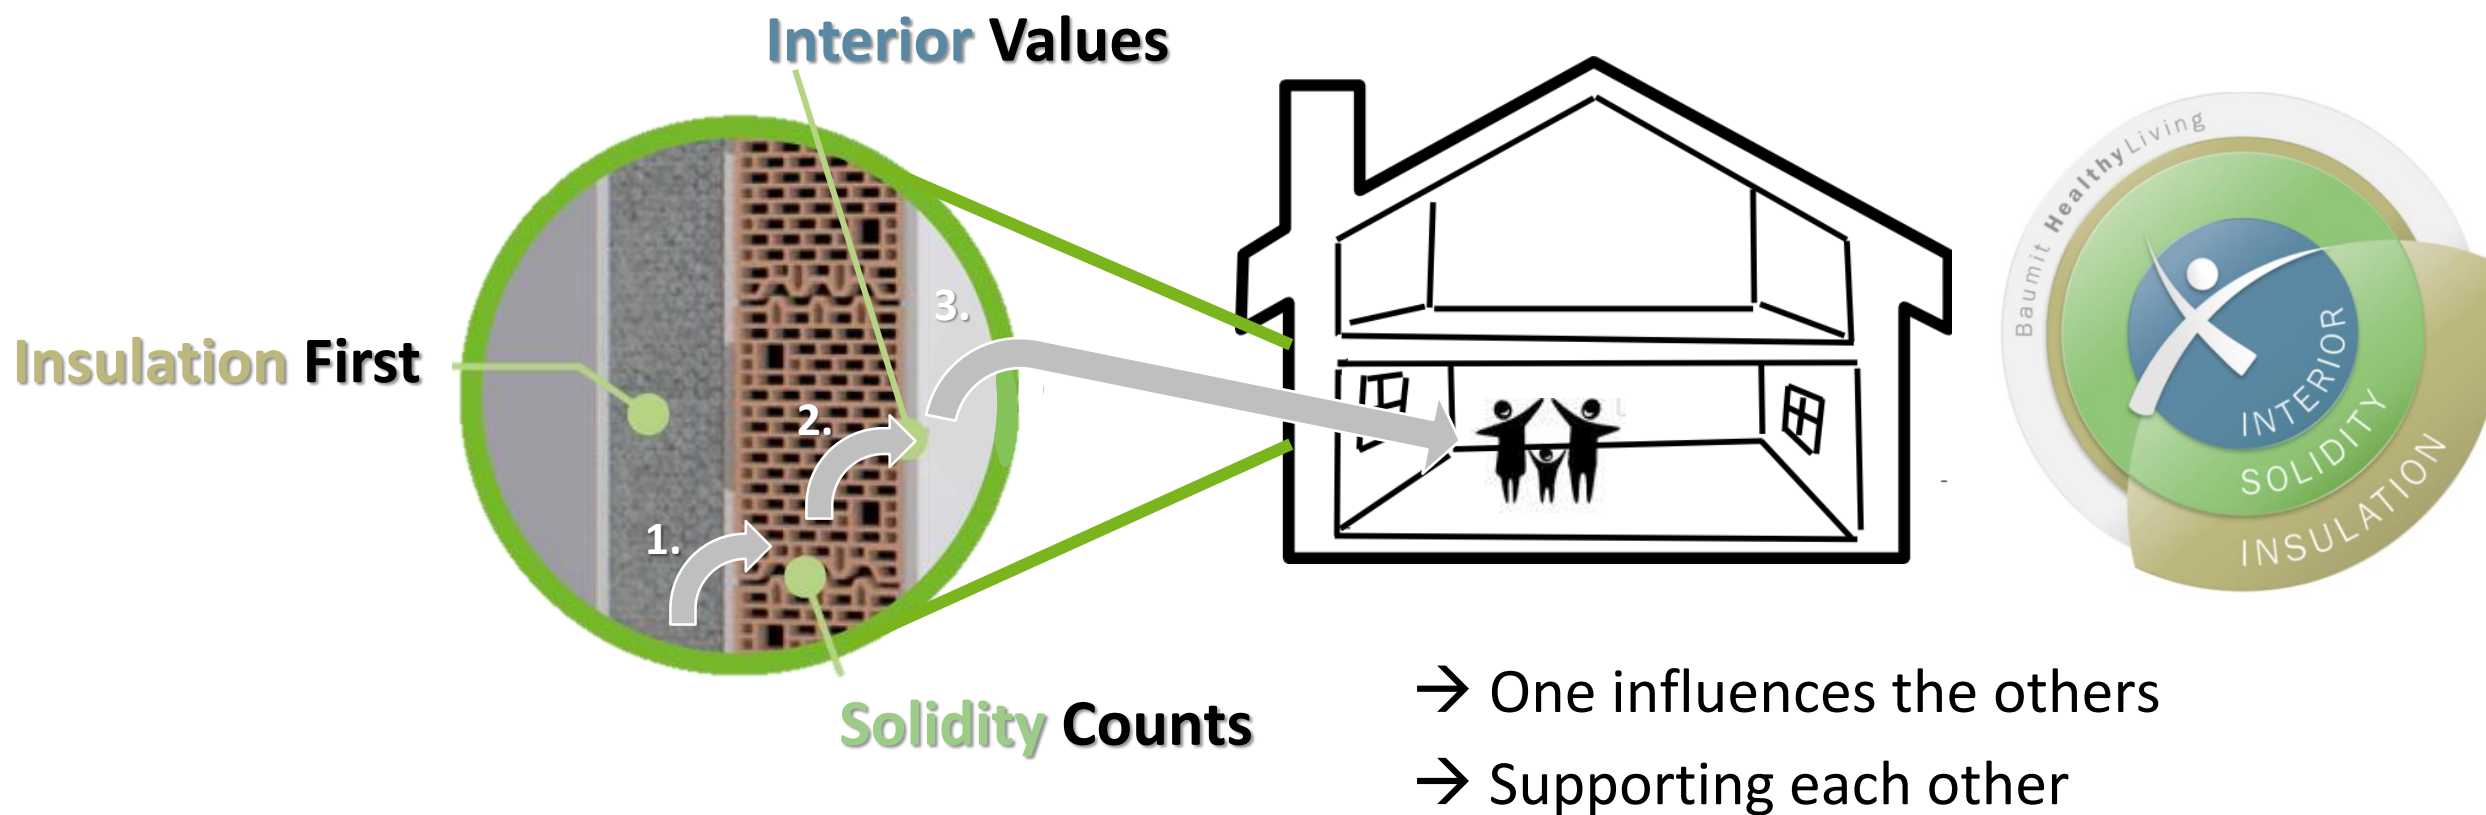 Interior Values
Insulation First
1.
2.
3.
Solidity Counts
Baumit HealthyLiving
INTERIOR
SOLIDITY
INSULATION
-
→ One influences the others
→ Supporting each other